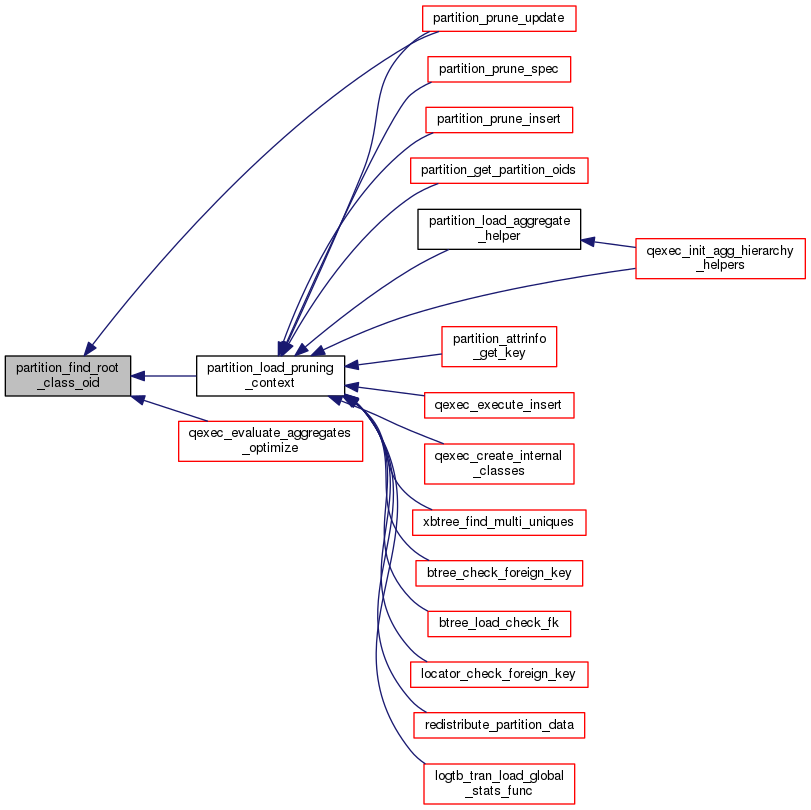 partition_prune_update
partition_prune_spec
partition_prune_insert
partition_get_partition_oids
partition_load_aggregate
_helper
qexec_init_agg_hierarchy
_helpers
partition_attrinfo
_get_key
partition_find_root
_class_oid
partition_load_pruning
_context
qexec_execute_insert
qexec_evaluate_aggregates
_optimize
qexec_create_internal
_classes
xbtree_find_multi_uniques
btree_check_foreign_key
btree_load_check_fk
locator_check_foreign_key
redistribute_partition_data
logtb_tran_load_global
_stats_func